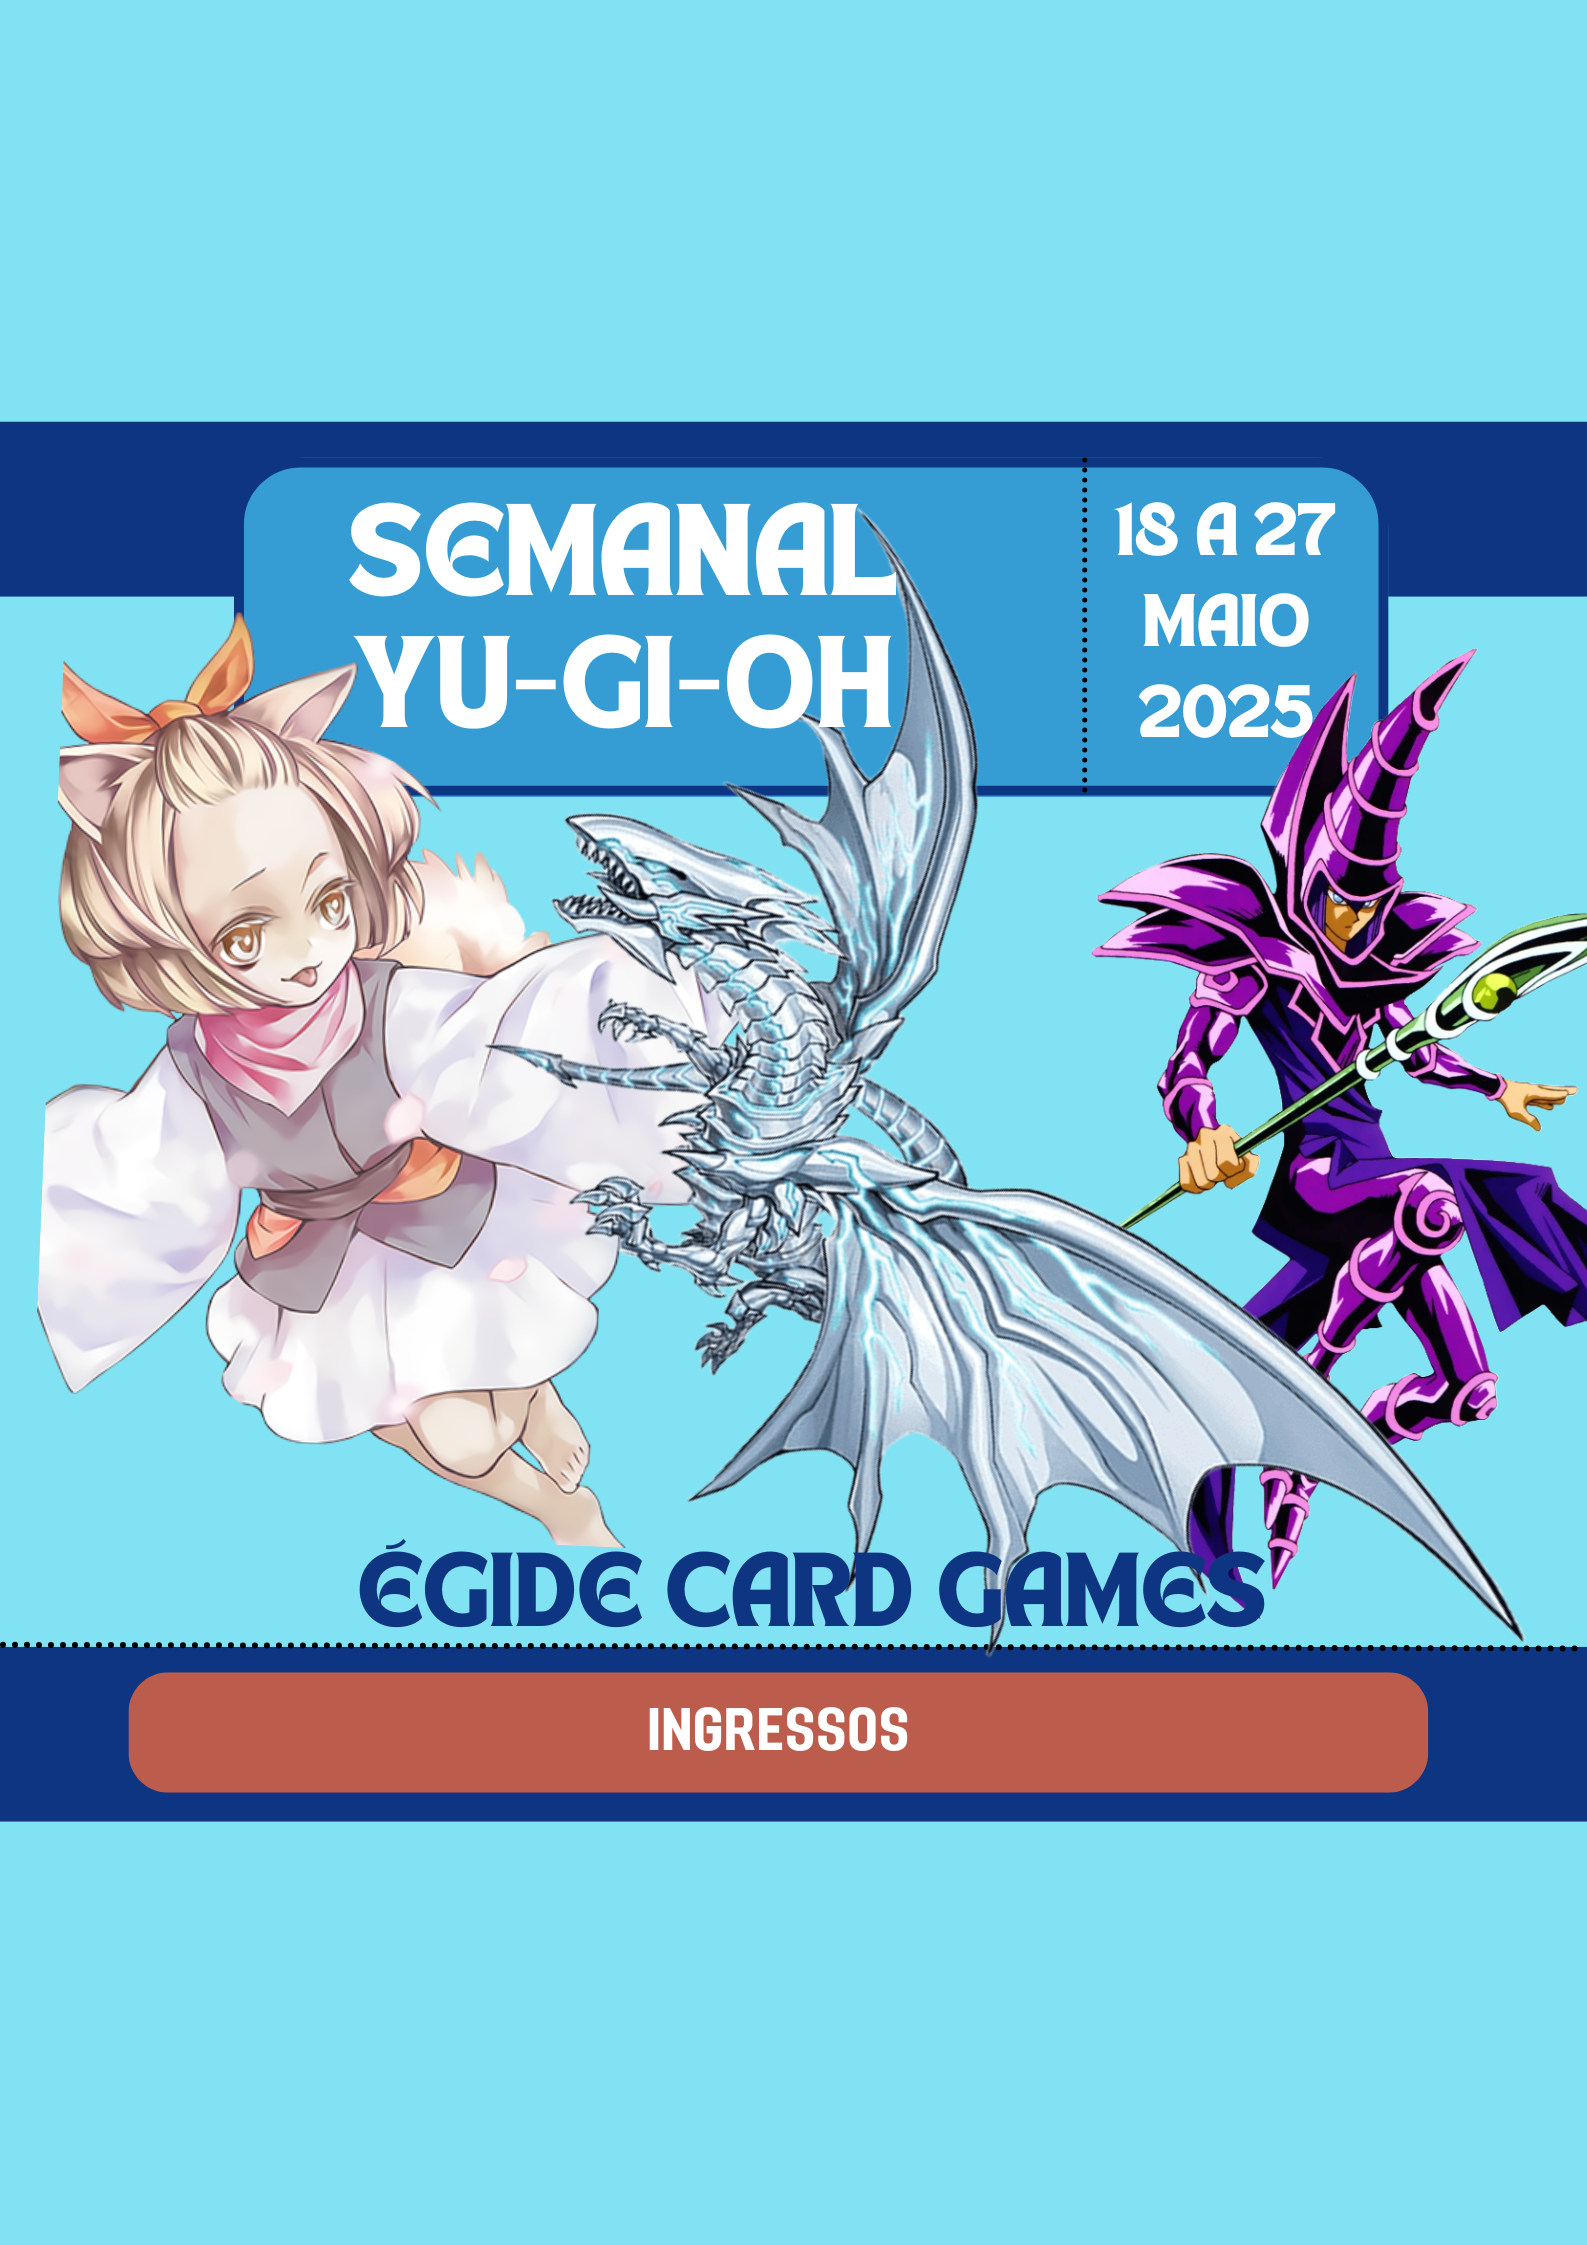 SEMANAL
YU-GI-OH
18 A 27
MAIO
2025
ÉGIDE CARD GAMES
INGRESSOS